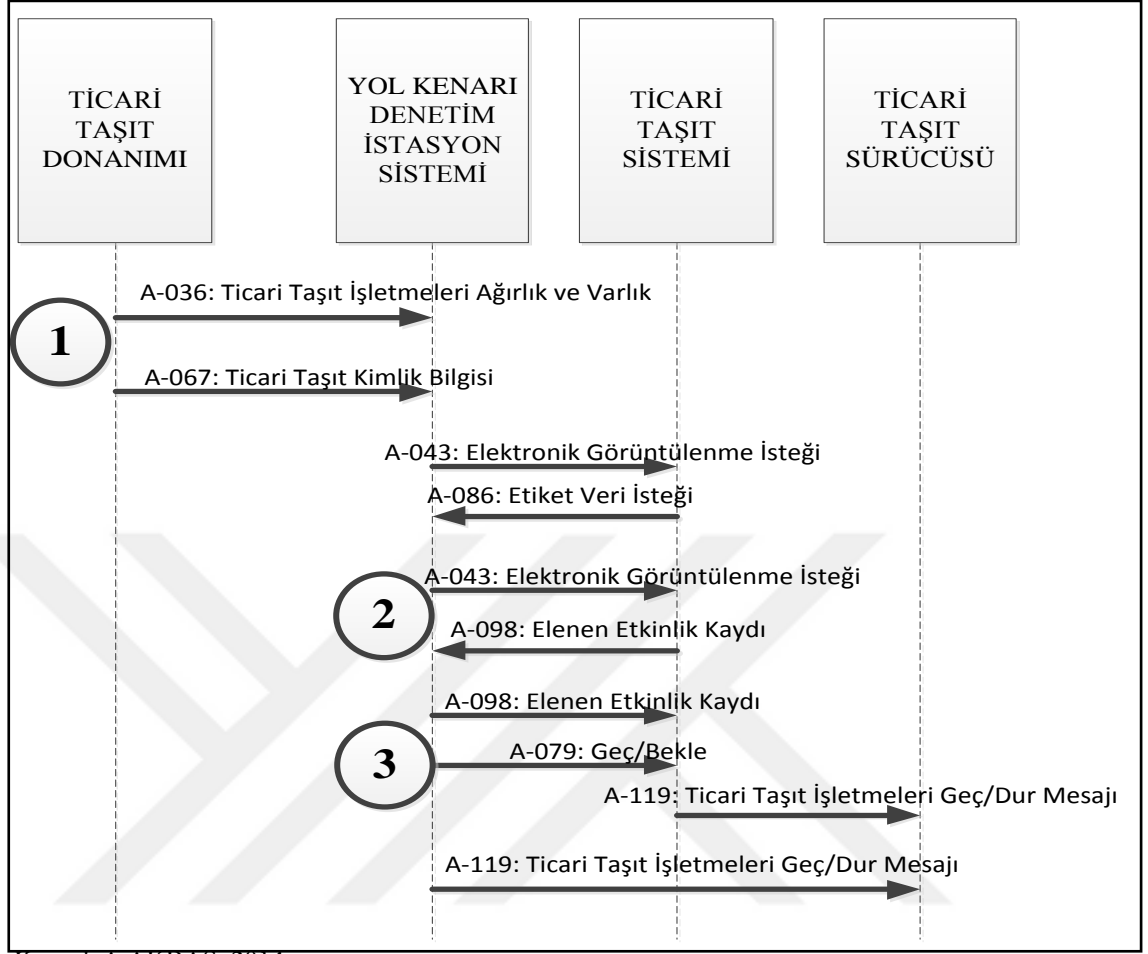 TİCARİ
TAŞIT
DONANIMI
YOL KENARI
DENETİM
İSTASYON
SİSTEMİ
TİCARİ
TAŞIT
SİSTEMİ
TİCARİ
TAŞIT
SÜRÜCÜSÜ
A-036: Ticari Taşıt İşletmeleri Ağırlık ve Varlık
1
A-067: Ticari Taşıt Kimlik Bilgisi
A-043: Elektronik Görüntülenme İsteği
A-086: Etiket Veri İsteği
A-043: Elektronik Görüntülenme İsteği
2
A-098: Elenen Etkinlik Kaydı
A-098: Elenen Etkinlik Kaydı
3
A-079: Geç/Bekle
A-119: Ticari Taşıt İşletmeleri Geç/Dur Mesajı
A-119: Ticari Taşıt İşletmeleri Geç/Dur Mesajı